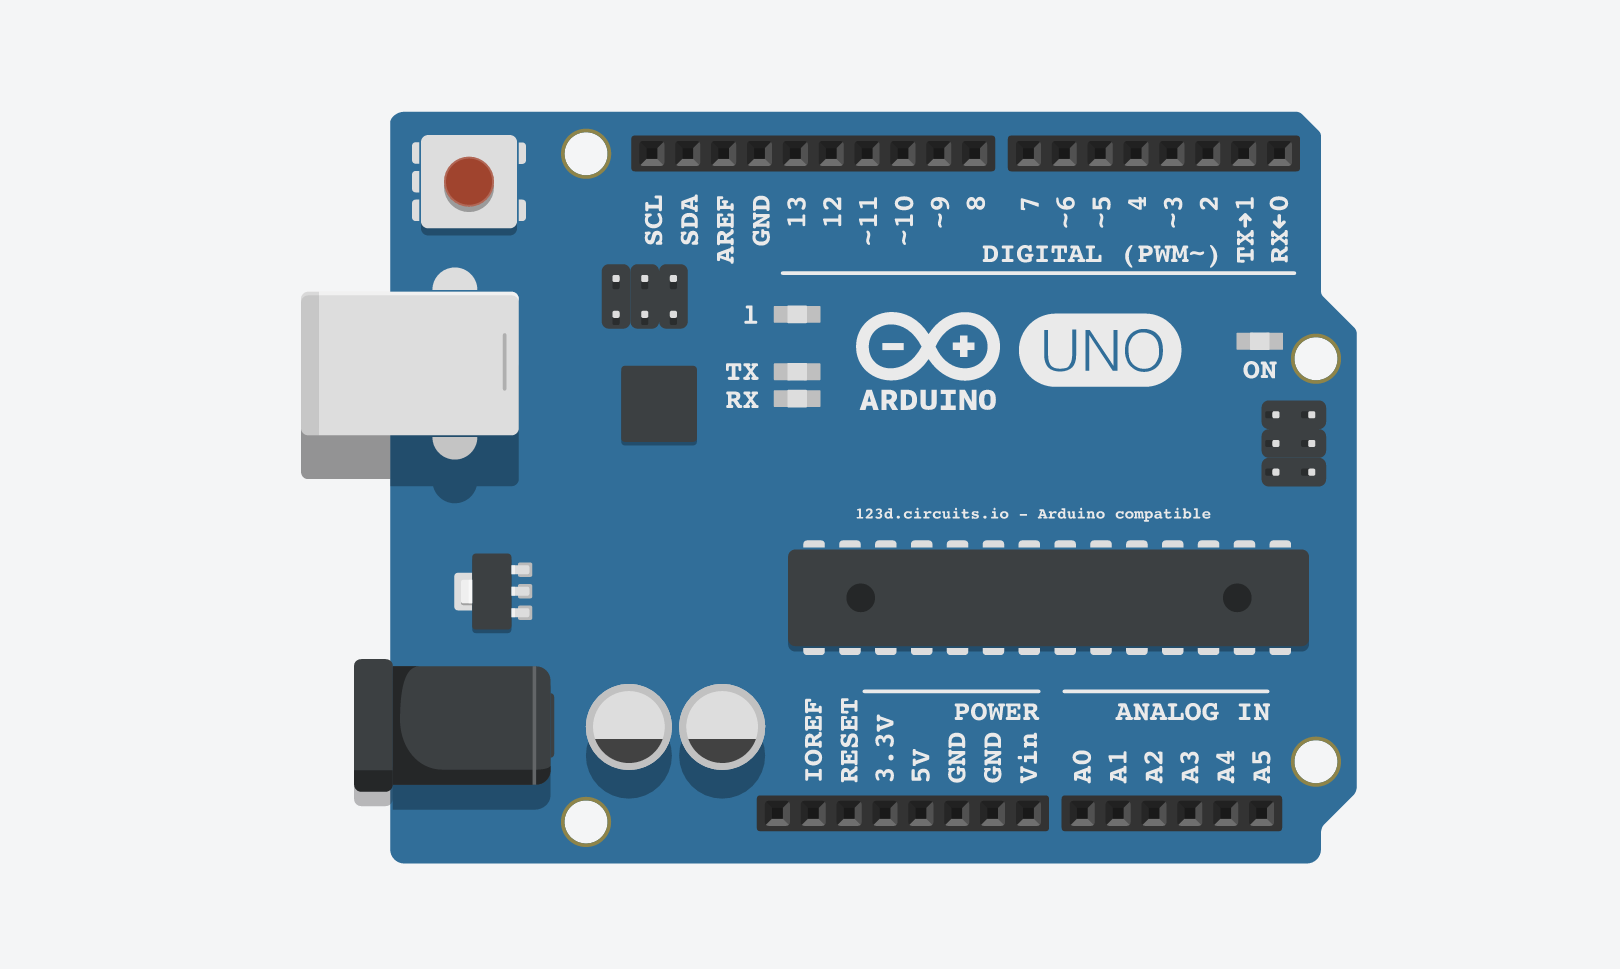 SCL
SDA
AREF
GND
13
12
~11
~10
~9
8
7
~6
~5
4
~3
2
TX→1
RX←0
DIGITAL (PWM~)
l
TX
RX
UNO
ARDUINO
ON
123d.circuits.io - Arduino compatible
IOREF
RESET
3.3V
5V
GND
GND
Vin
POWER
ANALOG IN
A0
A1
A2
A3
A4
A5